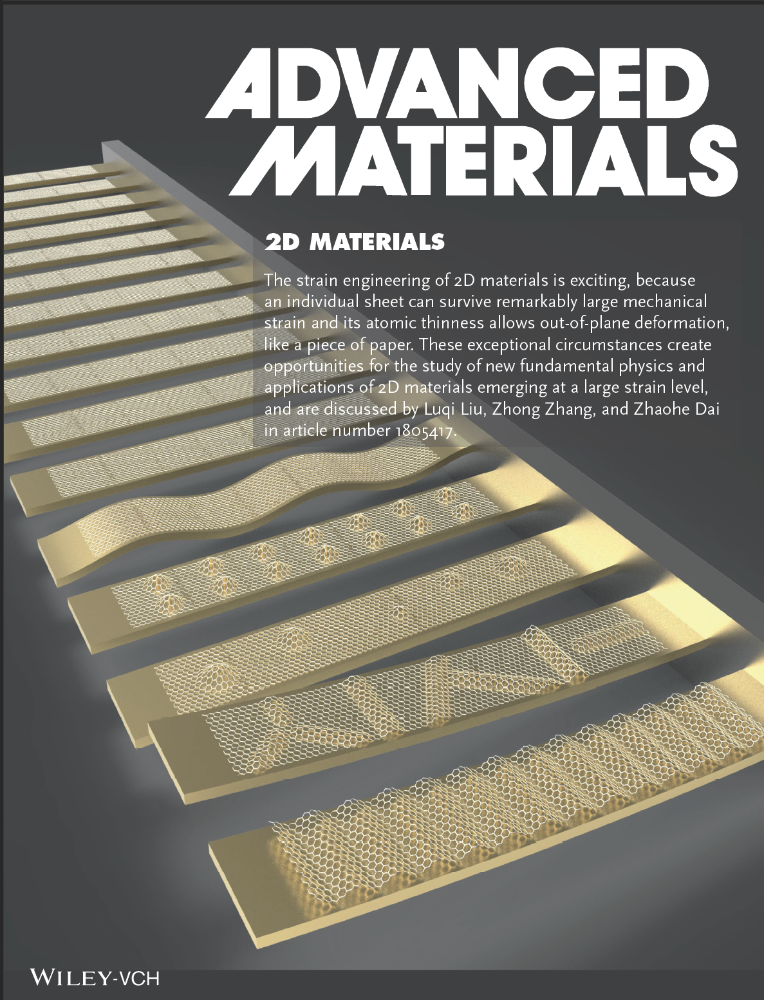 ADVANCED
MATERIALS
2D MATERIALS
The strain engineering of 2D materials is exciting, because
an individual sheet can survive remarkably large mechanical
strain and its atomic thinness allows out-of-plane deformation,
like a piece of paper. These exceptional circumstances create
opportunities for the study of new fundamental physics and
applications of 2D materials emerging at a large strain level,
and are discussed by Luqi Liu, Zhong Zhang, and Zhaohe Dai
in article number 1805417.
WILEY-VCH